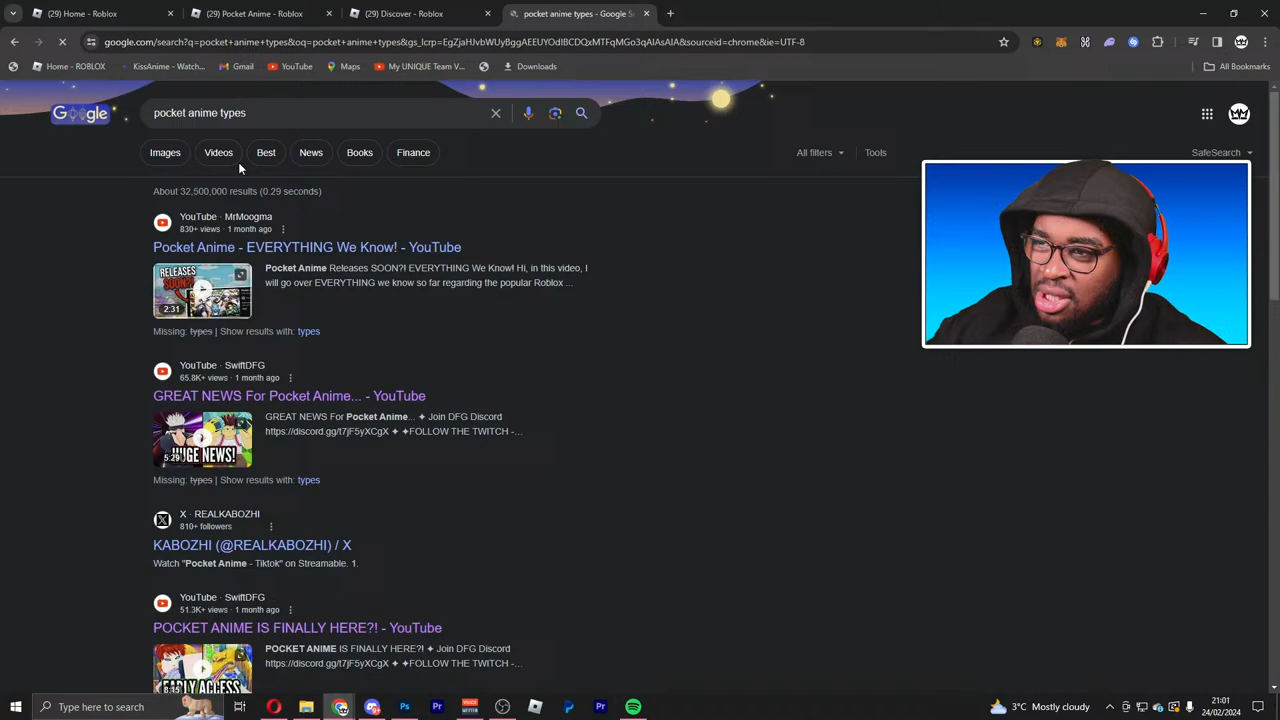 (29) Home - Roblox
(29) Pocket Anime - Roblox
(29) Discover - Roblox
pocket anime types - Google S
google.com/search?q=pocket+anime+types&oq=pocket+anime+types&gs_lcrp=EgZjaHJvbWUyBggAEEUYOdIBCDQxMTFqMGo3qAIAsAIA&sourceid=chrome&ie=UTF-8
Home - ROBLOX
KissAnime - Watch...
Gmail
YouTube
Maps
My UNIQUE Team V...
Downloads
All Bookmarks
Google
pocket anime types
Images
Videos
Best
News
Books
Finance
All filters
Tools
SafeSearch
About 32,500,000 results (0.29 seconds)
YouTube · MrMoogma
830+ views · 1 month ago
Pocket Anime - EVERYTHING We Know! - YouTube
RELEASES
SOON?!
2:31
Pocket Anime Releases SOON?! EVERYTHING We Know! Hi, in this video, I
will go over EVERYTHING we know so far regarding the popular Roblox ...
Missing: types | Show results with: types
YouTube · SwiftDFG
65.8K+ views · 1 month ago
GREAT NEWS For Pocket Anime... - YouTube
HUGE NEWS!
5:29
GREAT NEWS For Pocket Anime... ✦ Join DFG Discord
https://discord.gg/t7jF5yXCgX ✦ ✦FOLLOW THE TWITCH -...
Missing: types | Show results with: types
X · REALKABOZHI
810+ followers
KABOZHI (@REALKABOZHI) / X
Watch "Pocket Anime - Tiktok" on Streamable. 1.
YouTube · SwiftDFG
51.3K+ views · 1 month ago
POCKET ANIME IS FINALLY HERE?! - YouTube
EARLY ACCESS
8:15
POCKET ANIME IS FINALLY HERE?! ✦ Join DFG Discord
https://discord.gg/t7jF5yXCgX ✦ ✦FOLLOW THE TWITCH -...
Type here to search
Ps
Pr
Pr
3°C Mostly cloudy
21:01
24/02/2024